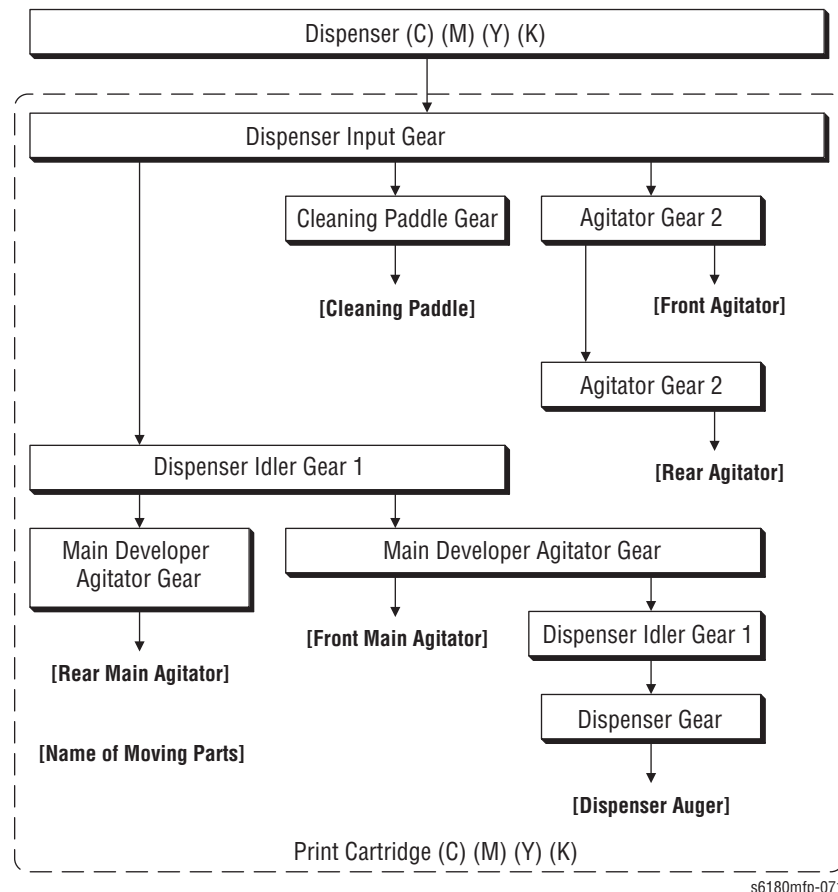 Dispenser (C) (M) (Y) (K)
Dispenser Input Gear
Cleaning Paddle Gear
Agitator Gear 2
[Cleaning Paddle]
[Front Agitator]
Agitator Gear 2
[Rear Agitator]
Dispenser Idler Gear 1
Main Developer
Agitator Gear
Main Developer Agitator Gear
[Front Main Agitator]
Dispenser Idler Gear 1
[Rear Main Agitator]
Dispenser Gear
[Name of Moving Parts]
[Dispenser Auger]
Print Cartridge (C) (M) (Y) (K)